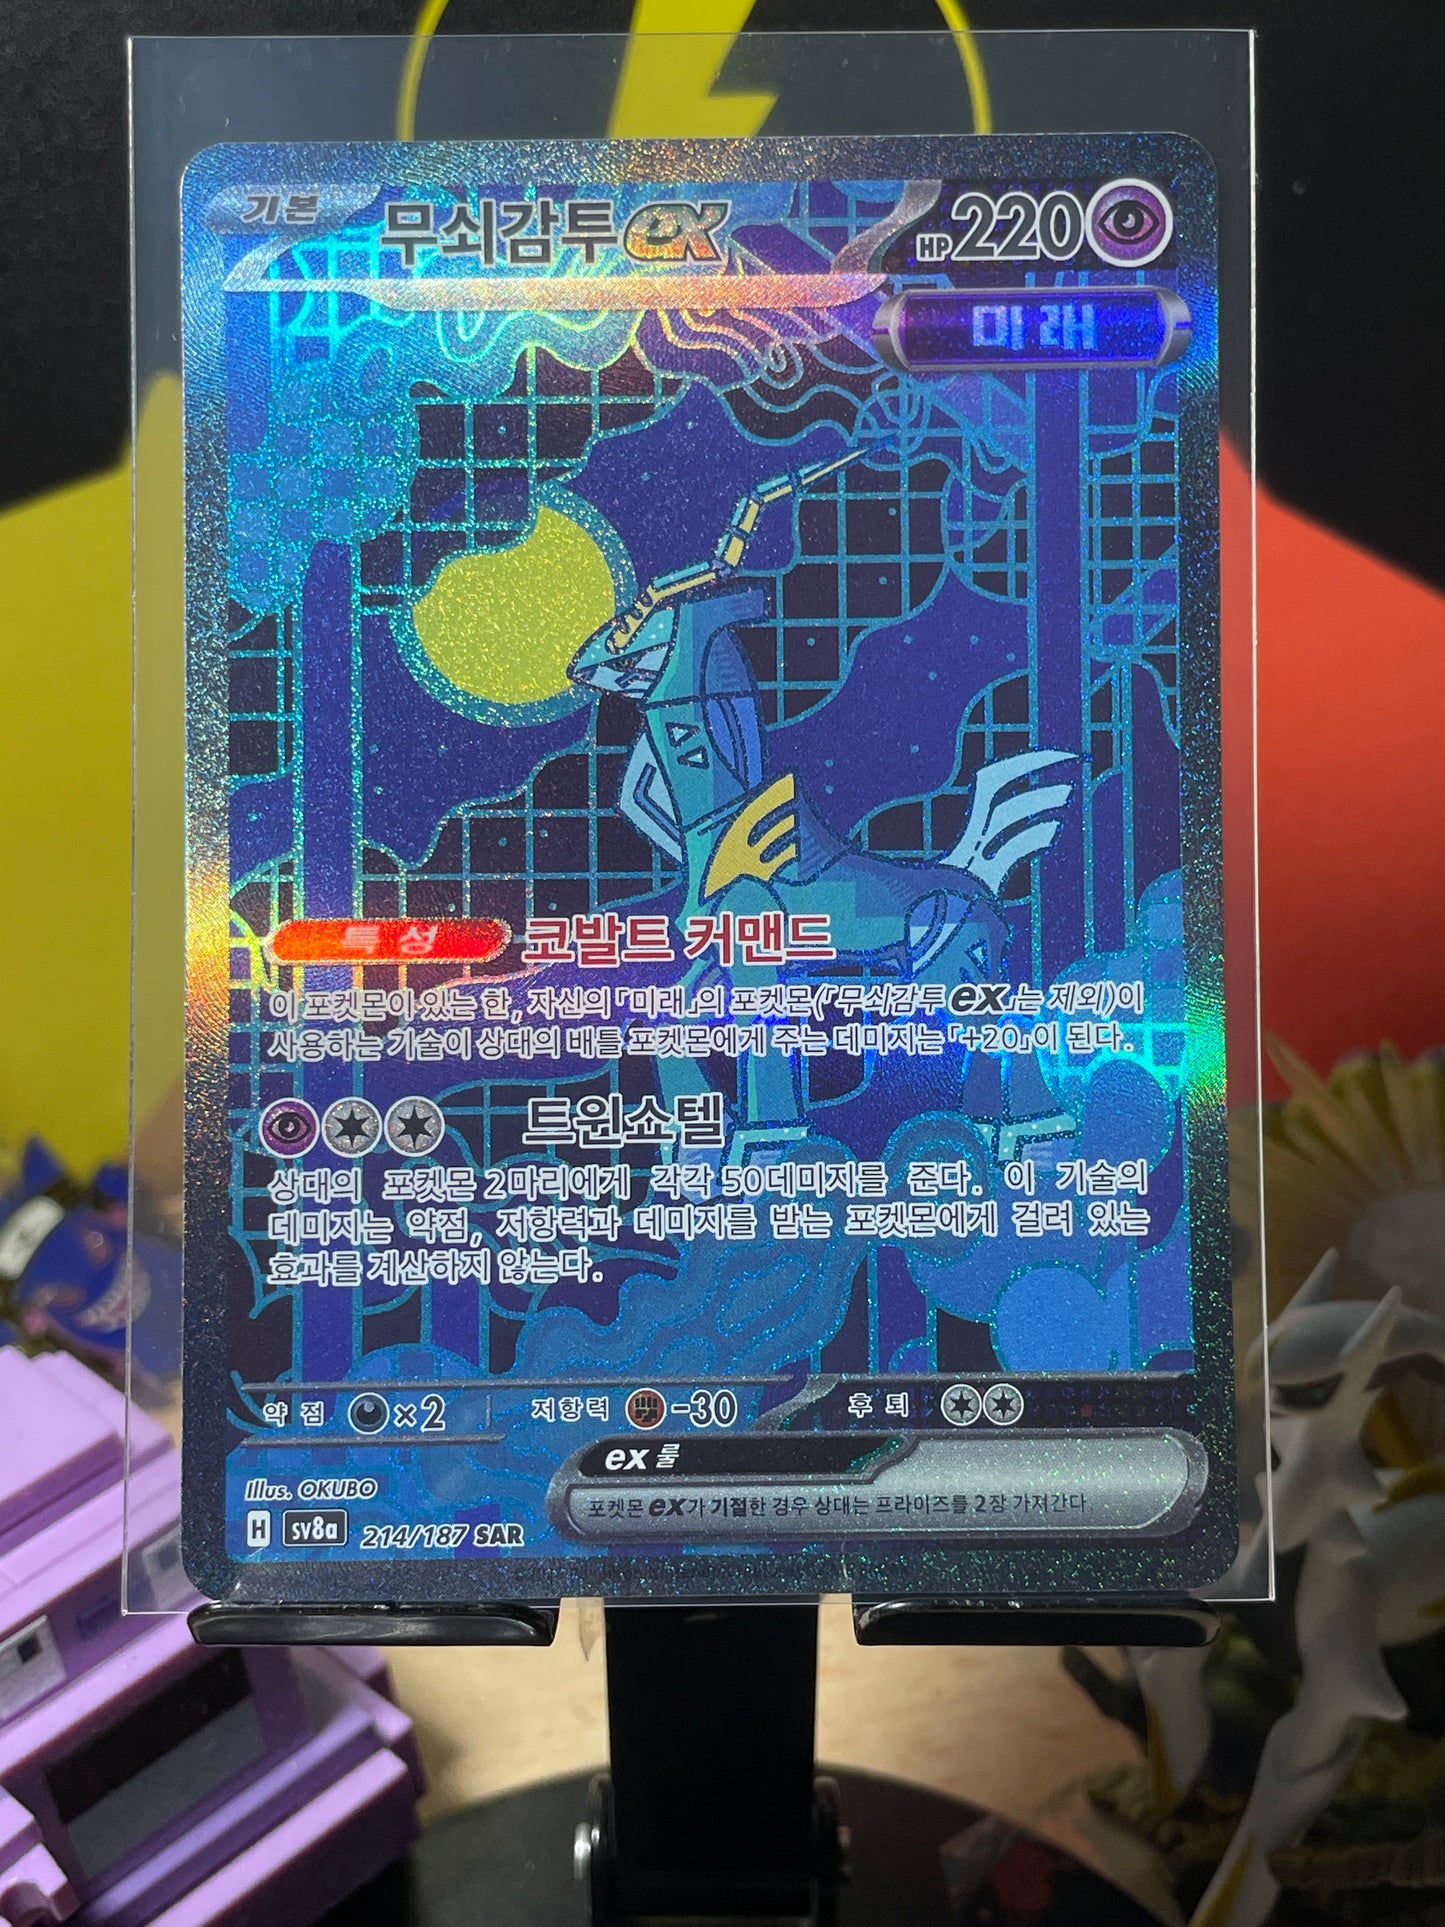 기본 무쇠감투ex HP220
미래
특성 코발트 커맨드
이 포켓몬이 있는 한, 자신의 「미래」의 포켓몬(「무쇠감투ex」는 제외)이
사용하는 기술이 상대의 배틀 포켓몬에게 주는 데미지는 「+20」이 된다.
트윈쇼텔
상대의 포켓몬 2마리에게 각각 50데미지를 준다. 이 기술의
데미지는 약점, 저항력과 데미지를 받는 포켓몬에게 걸려 있는
효과를 계산하지 않는다.
약점 ×2 저항력 -30 후퇴
ex 룰
포켓몬 ex가 기절한 경우 상대는 프라이즈를 2장 가져간다.
Illus. OKUBO
H sv8a 214/187 SAR